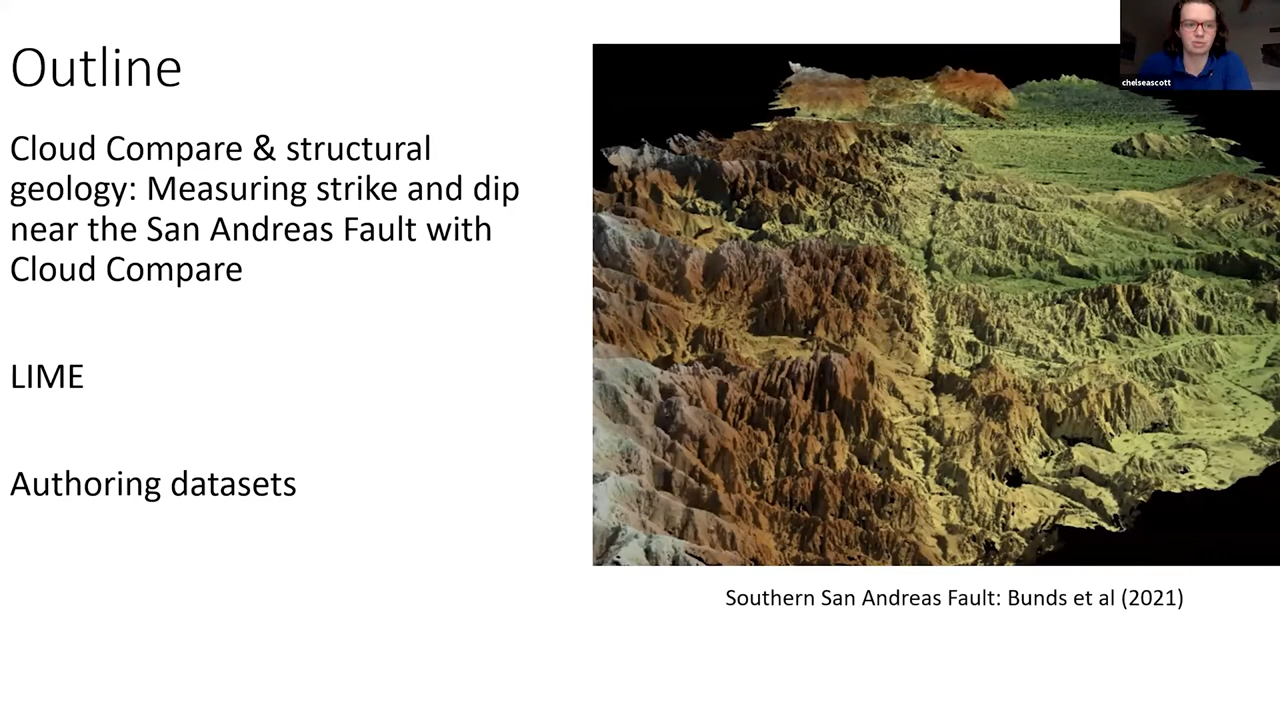 Outline
chelseascott
Cloud Compare & structural
geology: Measuring strike and dip
near the San Andreas Fault with
Cloud Compare
LIME
Authoring datasets
Southern San Andreas Fault: Bunds et al (2021)